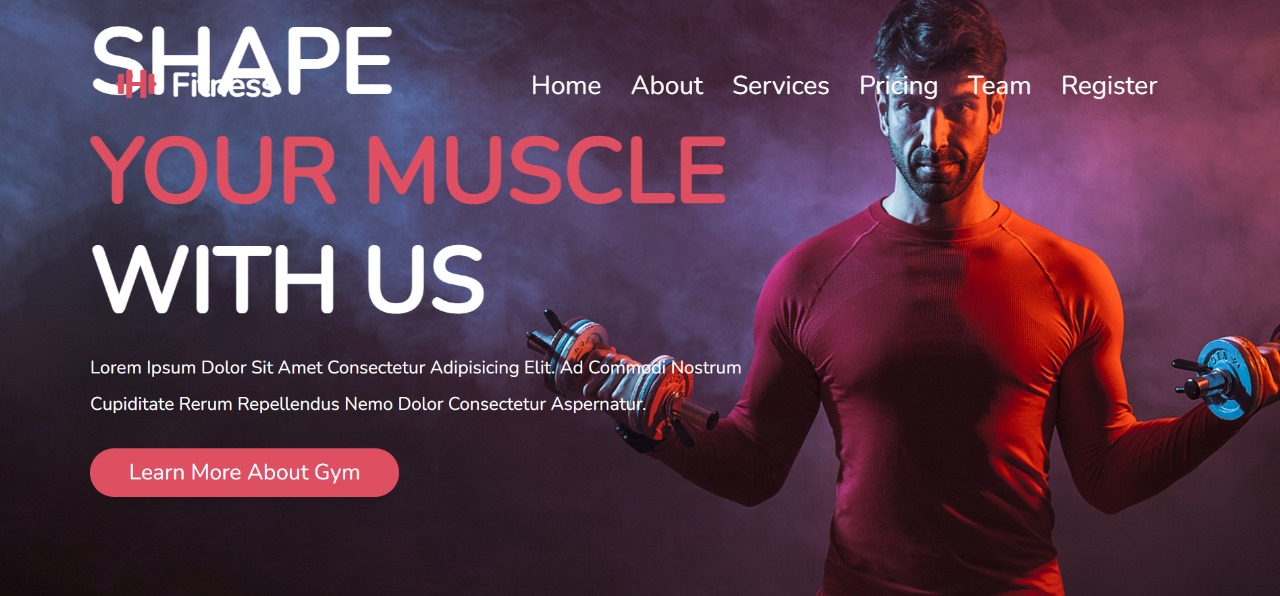 SHAPE
Fitness
Home About Services Pricing Team Register
YOUR MUSCLE
WITH US
Lorem Ipsum Dolor Sit Amet Consectetur Adipisicing Elit. Ad Commodi Nostrum
Cupiditate Rerum Repellendus Nemo Dolor Consectetur Aspernatur.
Learn More About Gym